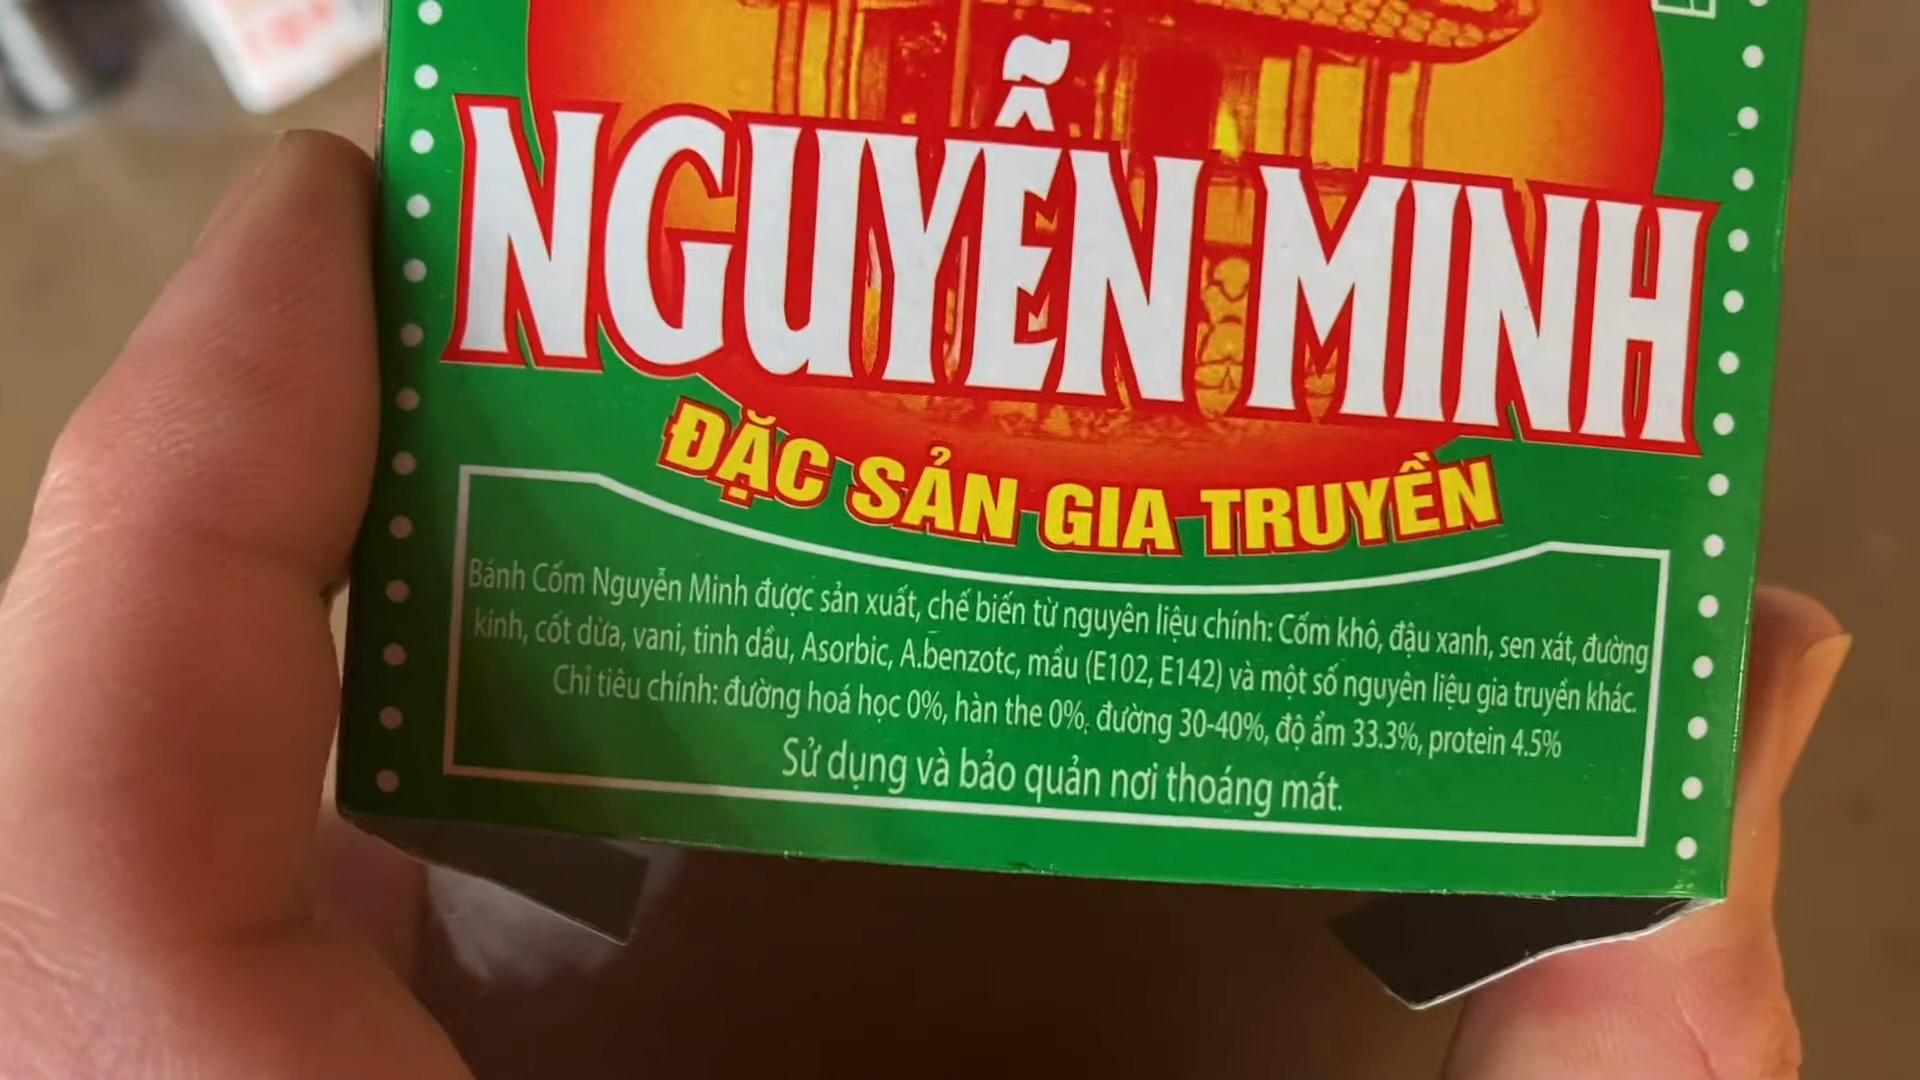 NGUYỄN MINH
ĐẶC SẢN GIA TRUYỀN
Bánh Cốm Nguyễn Minh được sản xuất, chế biến từ nguyên liệu chính: Cốm khô, đậu xanh, sen xát, đường
kính, cốt dừa, vani, tinh dầu, Asorbic, A.benzotc, mầu (E102, E142) và một số nguyên liệu gia truyền khác.
Chỉ tiêu chính: đường hoá học 0%, hàn the 0%, đường 30-40%, độ ẩm 33.3%, protein 4.5%
Sử dụng và bảo quản nơi thoáng mát.